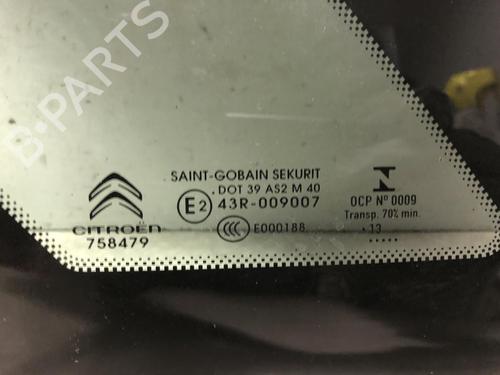 B-PARTS
SAINT-GOBAIN SEKURIT
DOT 39 AS2 M 40
E2 43R-009007
CCC E000188
CITROËN
758479
N
OCP Nº 0009
Transp. 70% min.
. 13